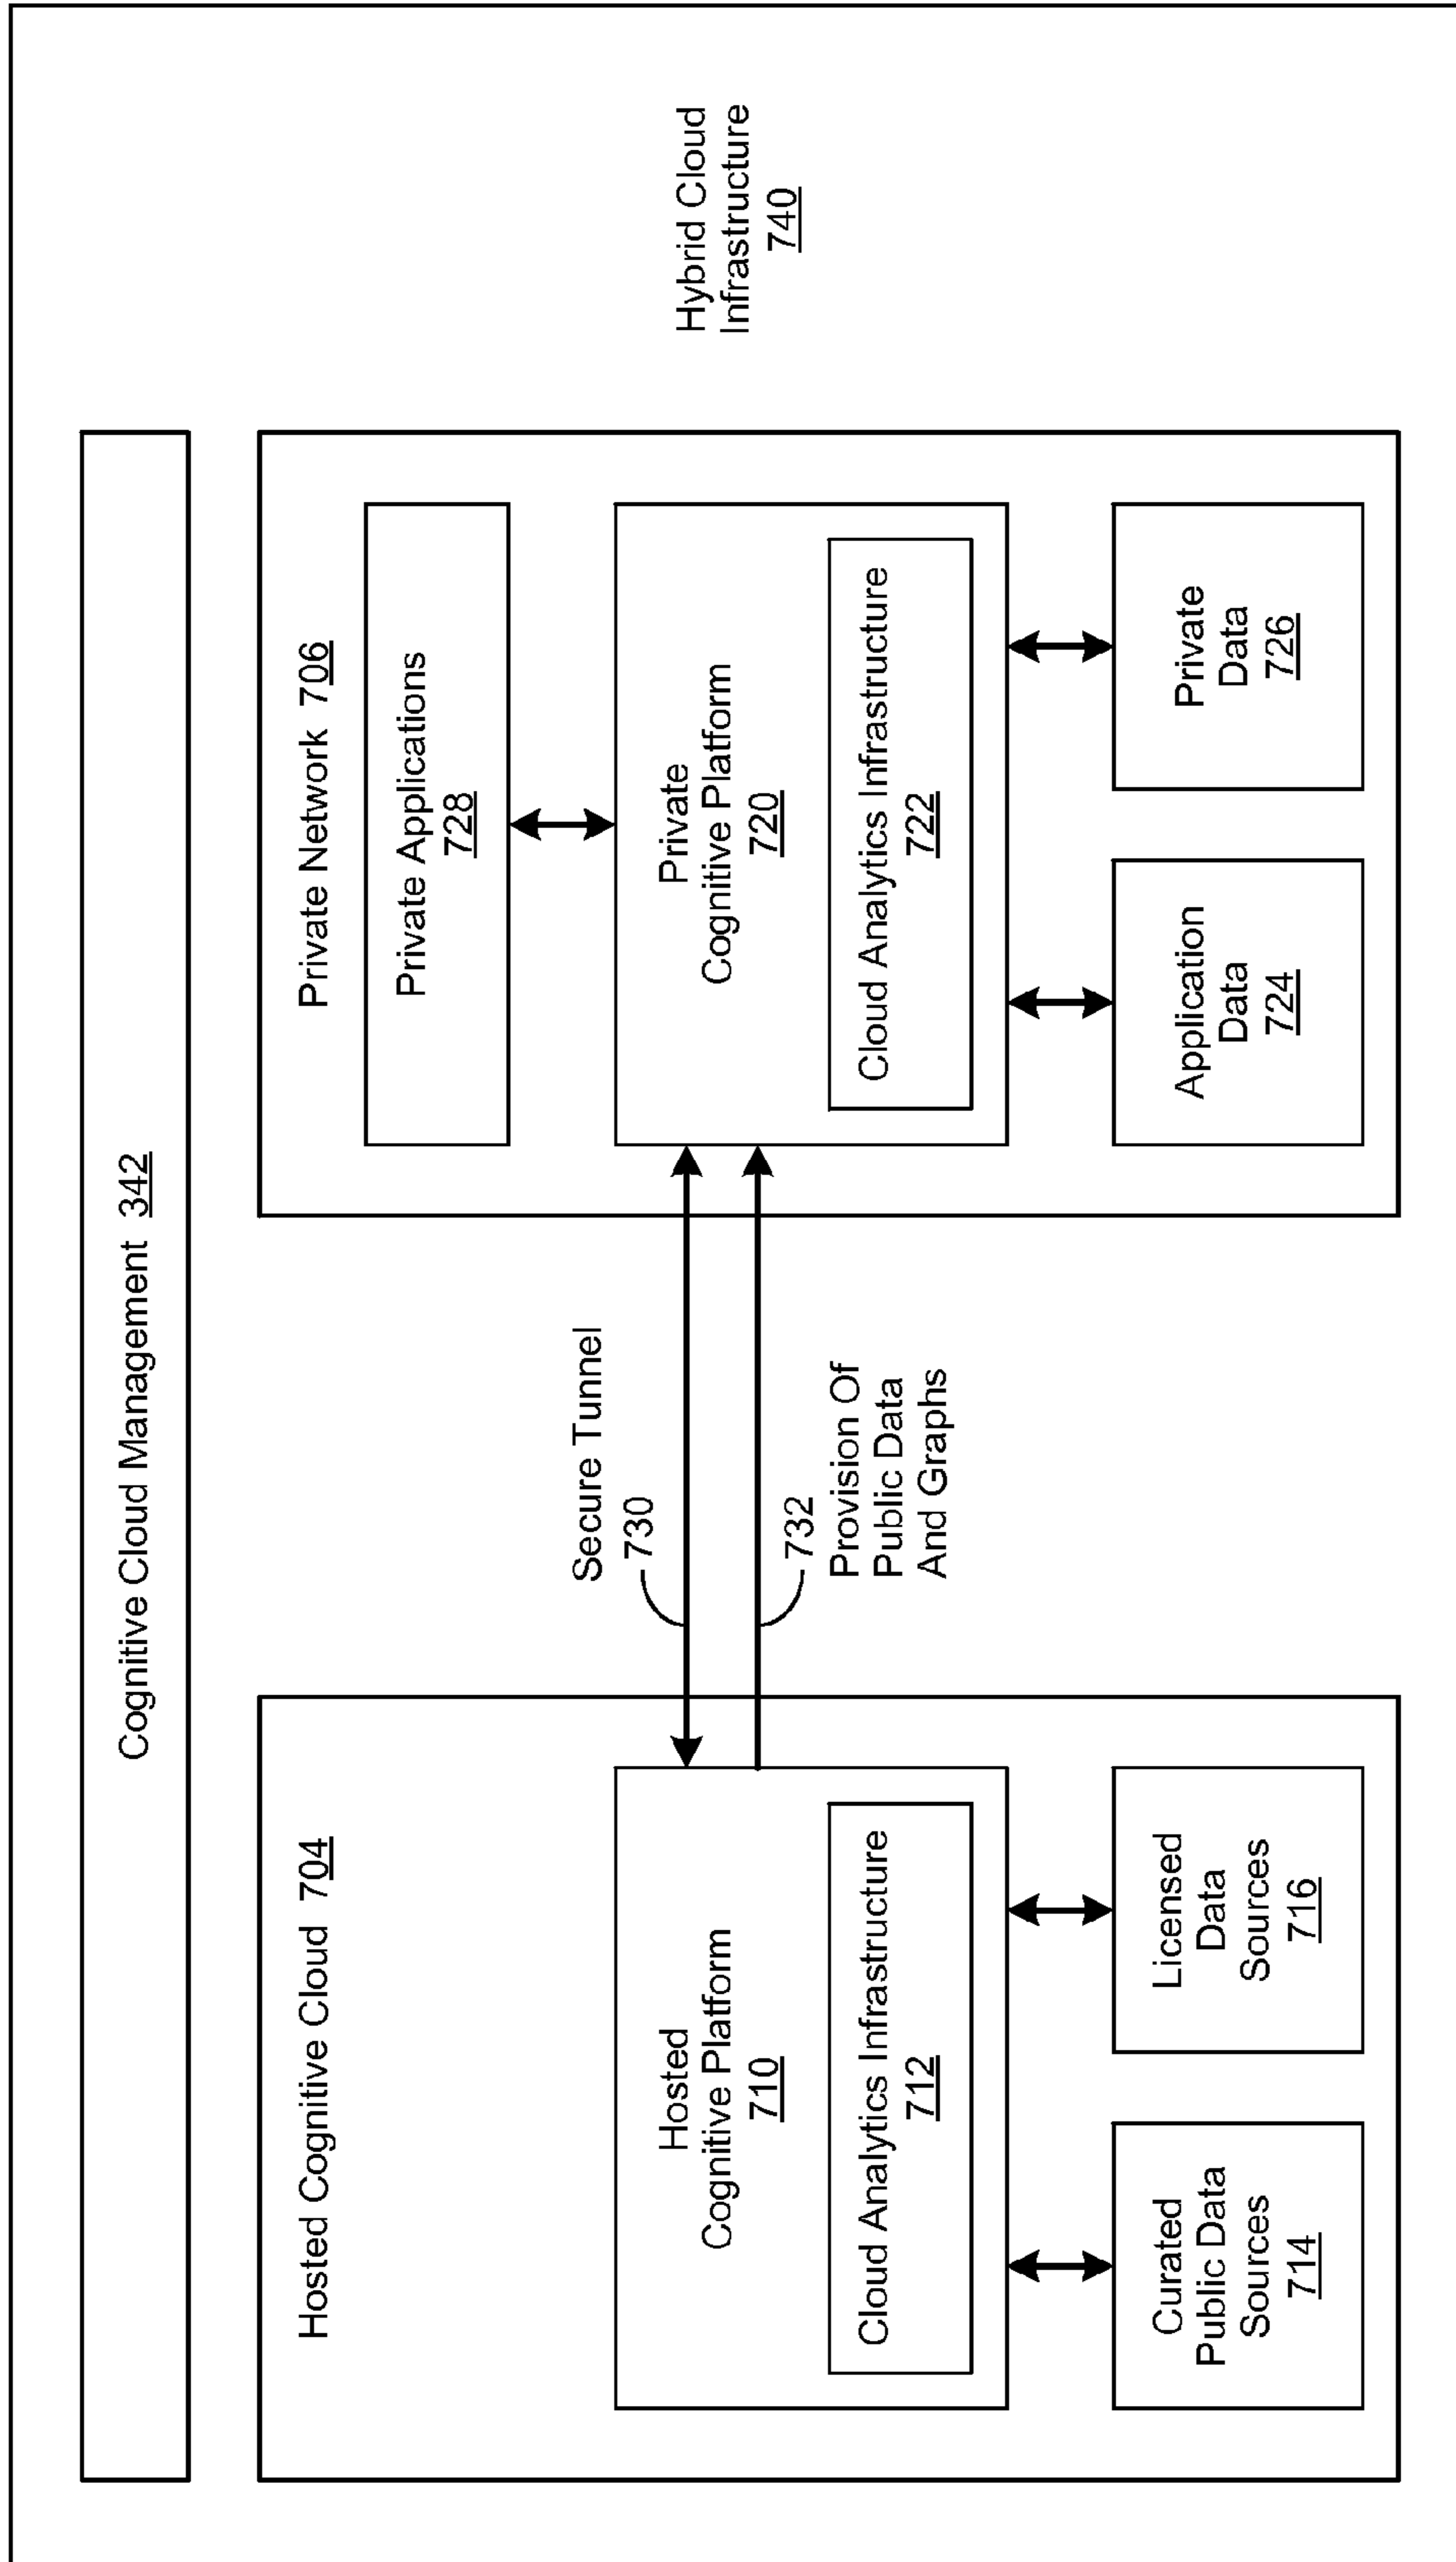 Cognitive Cloud Management 342
Hosted Cognitive Cloud 704
Hosted
Cognitive Platform
710
Cloud Analytics Infrastructure
712
Curated
Public Data
Sources
714
Licensed
Data
Sources
716
Secure Tunnel
730
732
Provision Of
Public Data
And Graphs
Private Network 706
Private Applications
728
Private
Cognitive Platform
720
Cloud Analytics Infrastructure
722
Application
Data
724
Private
Data
726
Hybrid Cloud
Infrastructure
740